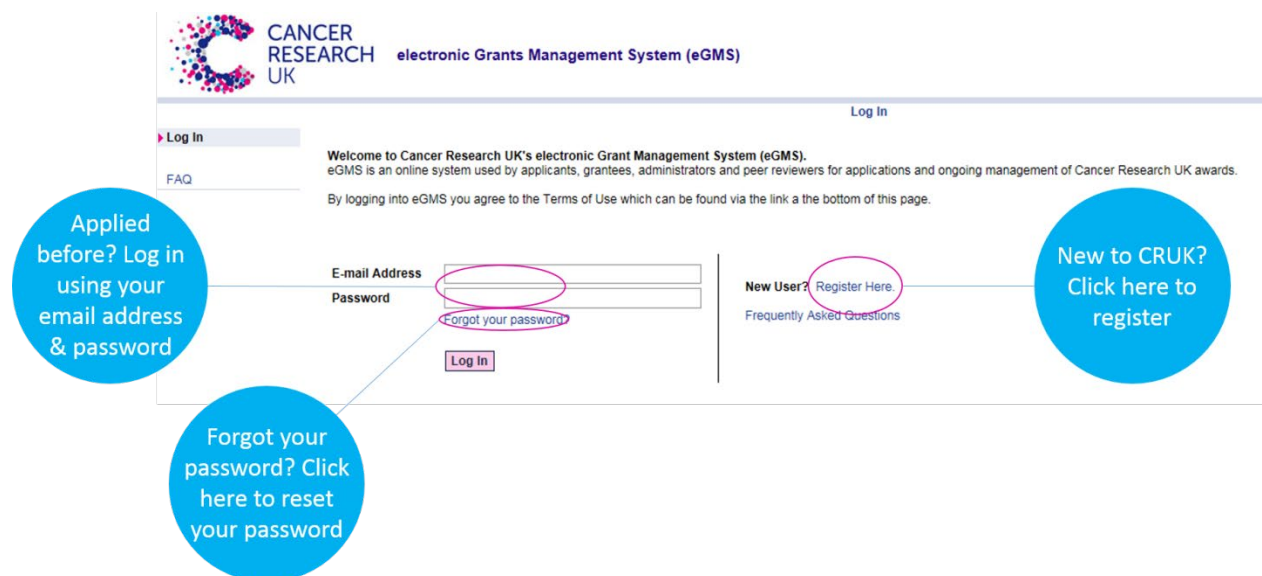 CANCER
RESEARCH
UK
electronic Grants Management System (eGMS)
Log In
Log In
FAQ
Welcome to Cancer Research UK's electronic Grant Management System (eGMS).
eGMS is an online system used by applicants, grantees, administrators and peer reviewers for applications and ongoing management of Cancer Research UK awards.
By logging into eGMS you agree to the Terms of Use which can be found via the link a the bottom of this page.
Applied
before? Log in
using your
email address
& password
E-mail Address
Password
Forgot your password?
Log In
New User? Register Here.
Frequently Asked Questions
New to CRUK?
Click here to
register
Forgot your
password? Click
here to reset
your password